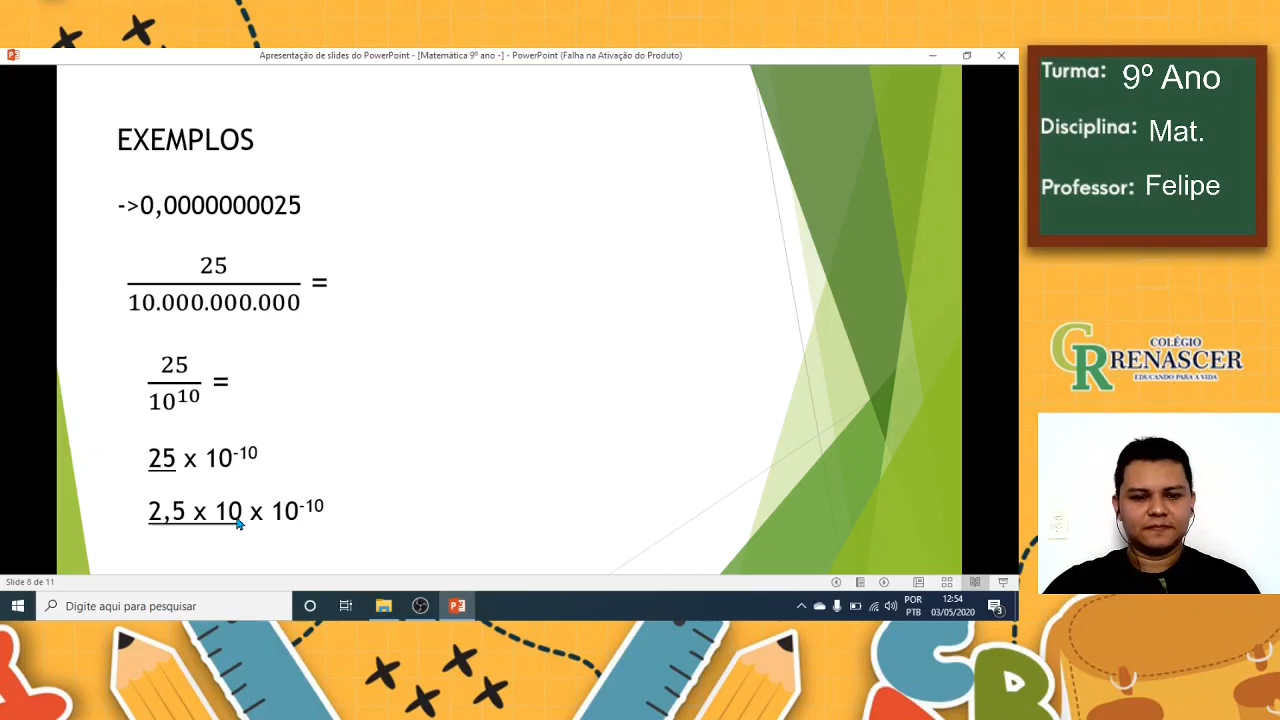 Apresentação de slides do PowerPoint - [Matemática 9º ano -] - PowerPoint (Falha na Ativação do Produto)
EXEMPLOS
->0,0000000025
25
10.000.000.000 =
25
10¹⁰ =
25 x 10⁻¹⁰
2,5 x 10 x 10⁻¹⁰
Slide 8 de 11
Digite aqui para pesquisar
POR
PTB
12:54
03/05/2020
3
Turma: 9º Ano
Disciplina: Mat.
Professor: Felipe
CR
COLÉGIO
RENASCER
EDUCANDO PARA A VIDA